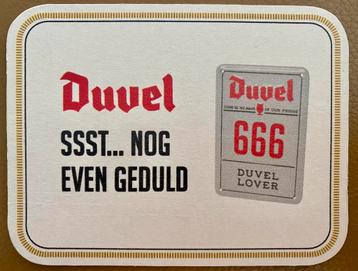 Duvel
SSST... NOG
EVEN GEDULD
Duvel
666
DUVEL
LOVER